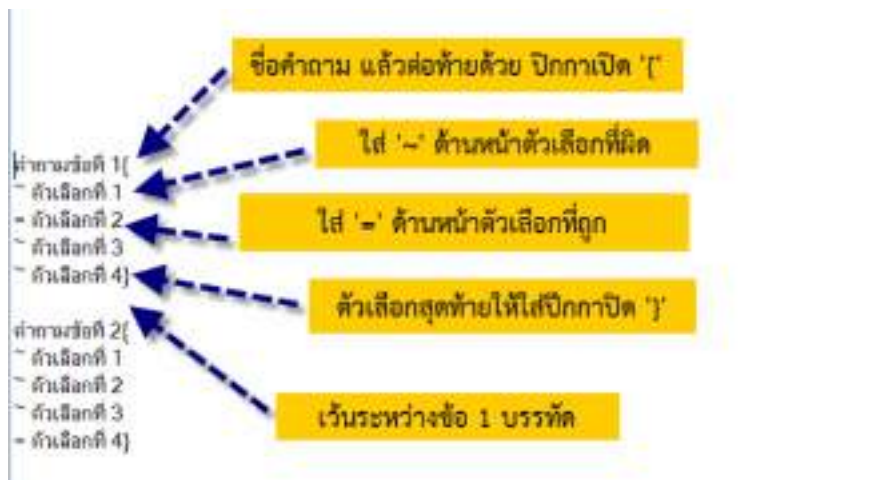 ชื่อคำถาม แล้วต่อท้ายด้วย ปีกกาเปิด '{'
ใส่ '~' ด้านหน้าตัวเลือกที่ผิด
คำถามข้อที่ 1{
~ ตัวเลือกที่ 1
= ตัวเลือกที่ 2
ใส่ '=' ด้านหน้าตัวเลือกที่ถูก
~ ตัวเลือกที่ 3
~ ตัวเลือกที่ 4}
ตัวเลือกสุดท้ายให้ใส่ปีกกาปิด '}'
คำถามข้อที่ 2{
~ ตัวเลือกที่ 1
~ ตัวเลือกที่ 2
~ ตัวเลือกที่ 3
= ตัวเลือกที่ 4}
เว้นระหว่างข้อ 1 บรรทัด